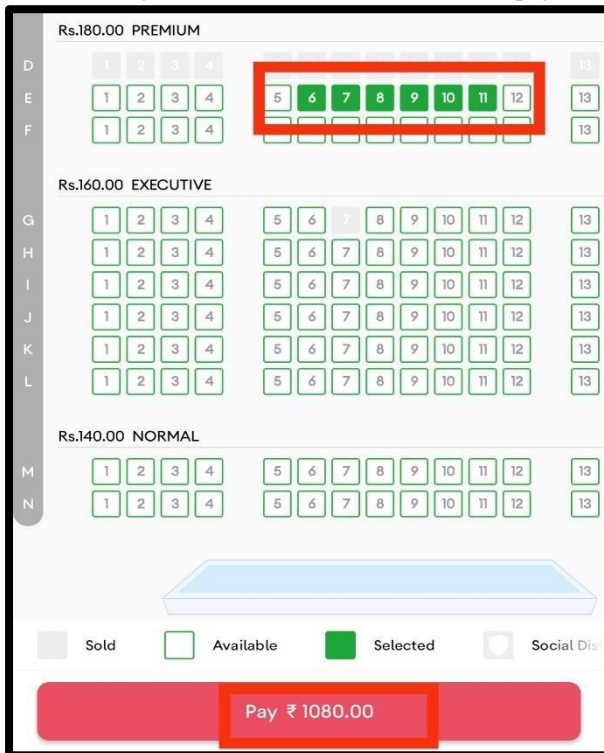 Rs.180.00 PREMIUM
D 1 2 3 4 13
E 1 2 3 4 5 6 7 8 9 10 11 12 13
F 1 2 3 4 13
Rs.160.00 EXECUTIVE
G 1 2 3 4 5 6 7 8 9 10 11 12 13
H 1 2 3 4 5 6 7 8 9 10 11 12 13
I 1 2 3 4 5 6 7 8 9 10 11 12 13
J 1 2 3 4 5 6 7 8 9 10 11 12 13
K 1 2 3 4 5 6 7 8 9 10 11 12 13
L 1 2 3 4 5 6 7 8 9 10 11 12 13
Rs.140.00 NORMAL
M 1 2 3 4 5 6 7 8 9 10 11 12 13
N 1 2 3 4 5 6 7 8 9 10 11 12 13
Sold Available Selected Social Dis
Pay ₹ 1080.00